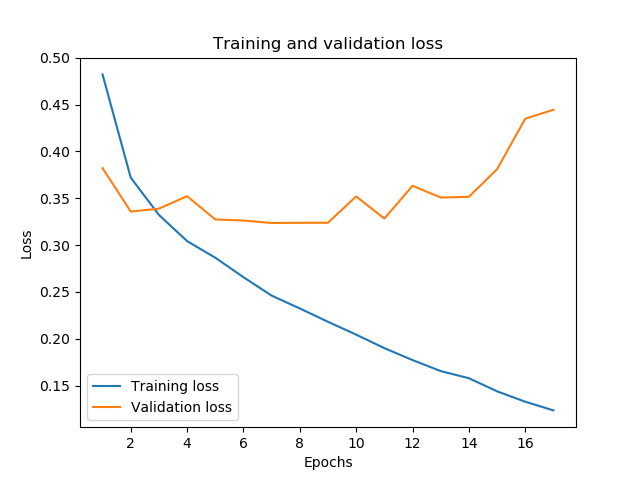 Training and validation loss
0.50
0.45
0.40
0.35
0.30
0.25
0.20
0.15
Loss
Training loss
Validation loss
2 4 6 8 10 12 14 16
Epochs